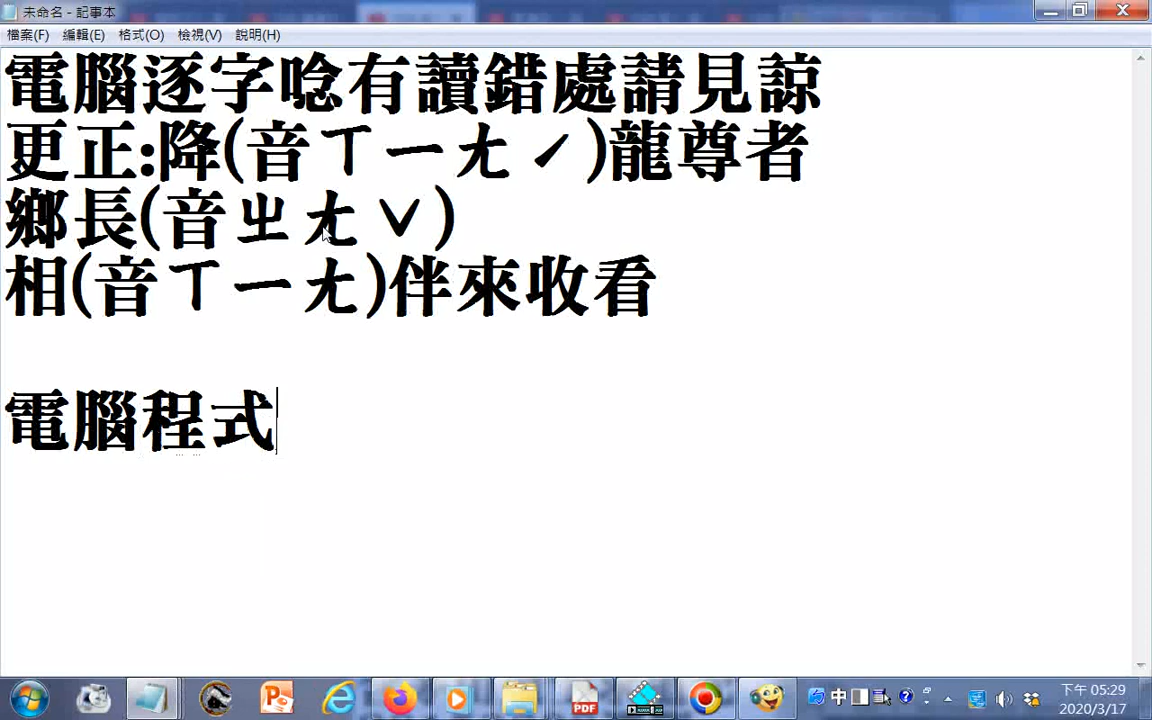 未命名 - 記事本
檔案(F) 編輯(E) 格式(O) 檢視(V) 說明(H)
電腦逐字唸有讀錯處請見諒
更正:降(音ㄒㄧㄤˊ)龍尊者
鄉長(音ㄓㄤˇ)
相(音ㄒㄧㄤ)伴來收看
電腦程式
中
下午 05:29
2020/3/17